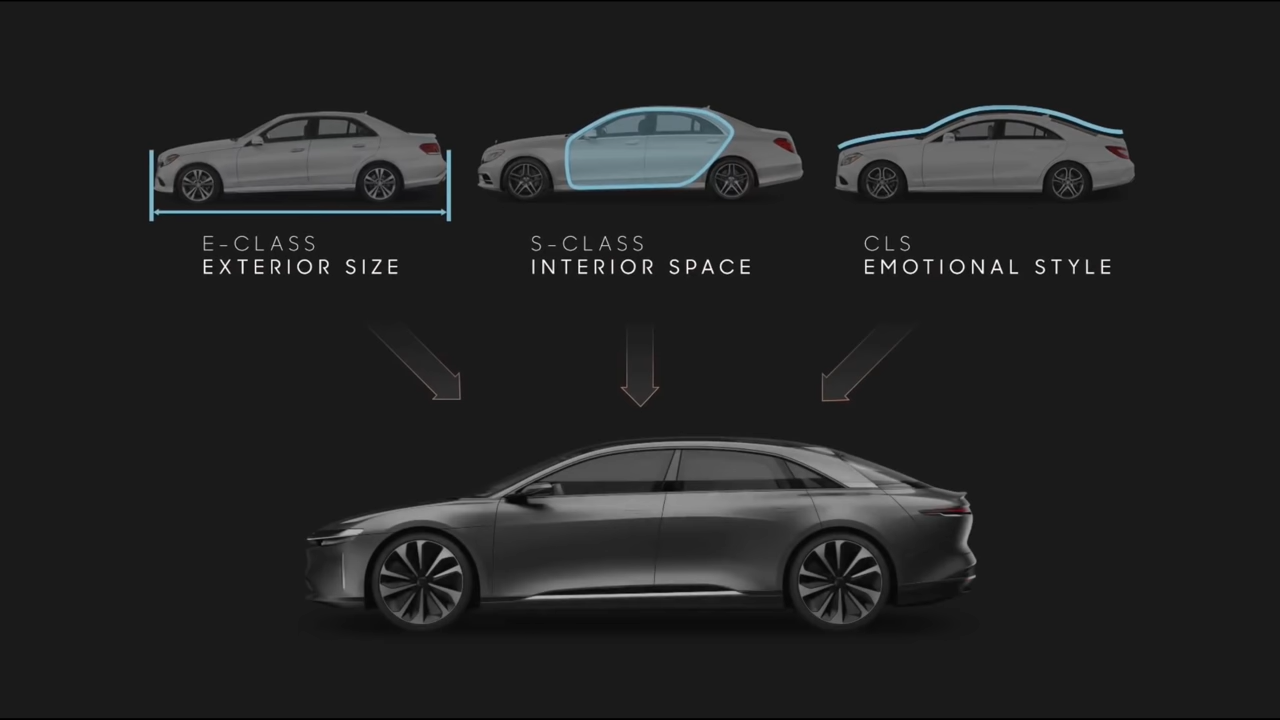 E-CLASS
EXTERIOR SIZE
S-CLASS
INTERIOR SPACE
CLS
EMOTIONAL STYLE